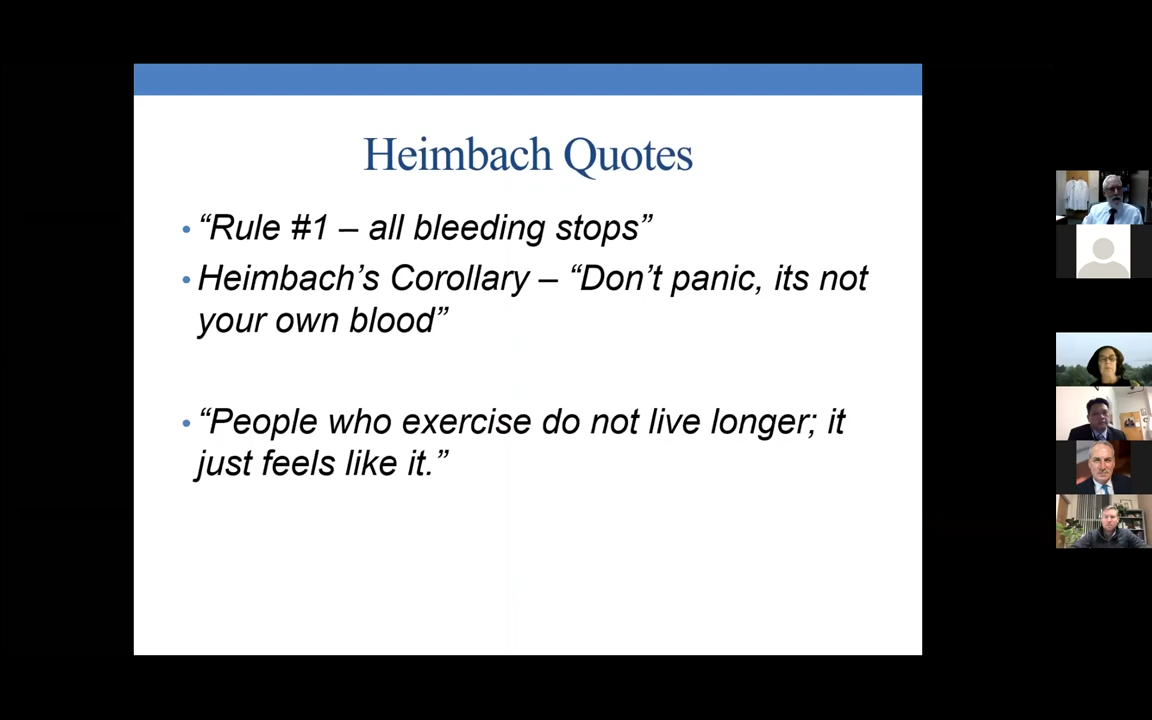 Heimbach Quotes
• “Rule #1 – all bleeding stops”
• Heimbach’s Corollary – “Don’t panic, its not
your own blood”
• “People who exercise do not live longer; it
just feels like it.”